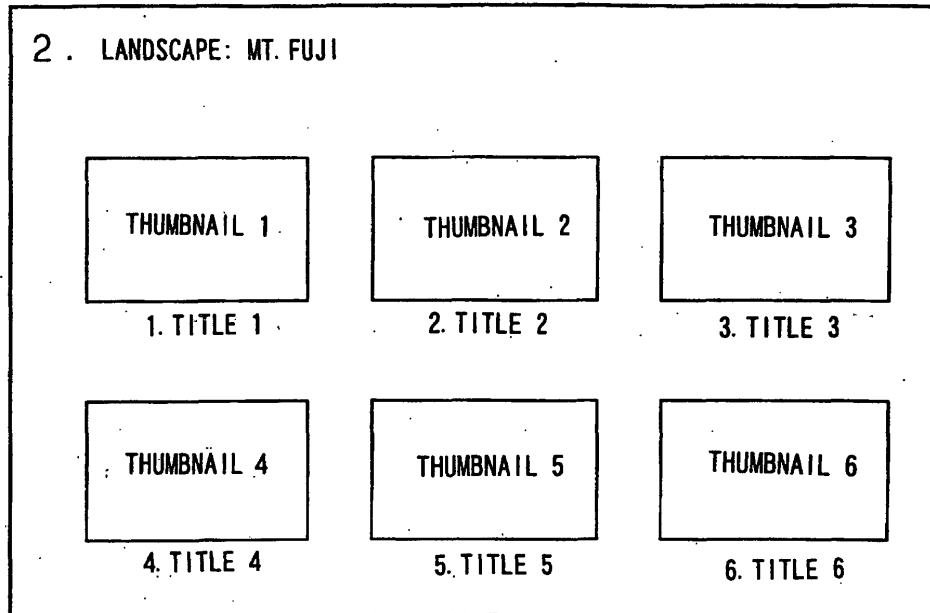 2. LANDSCAPE: MT. FUJI
THUMBNAIL 1 THUMBNAIL 2 THUMBNAIL 3
1. TITLE 1 2. TITLE 2 3. TITLE 3
THUMBNAIL 4 THUMBNAIL 5 THUMBNAIL 6
4. TITLE 4 5. TITLE 5 6. TITLE 6